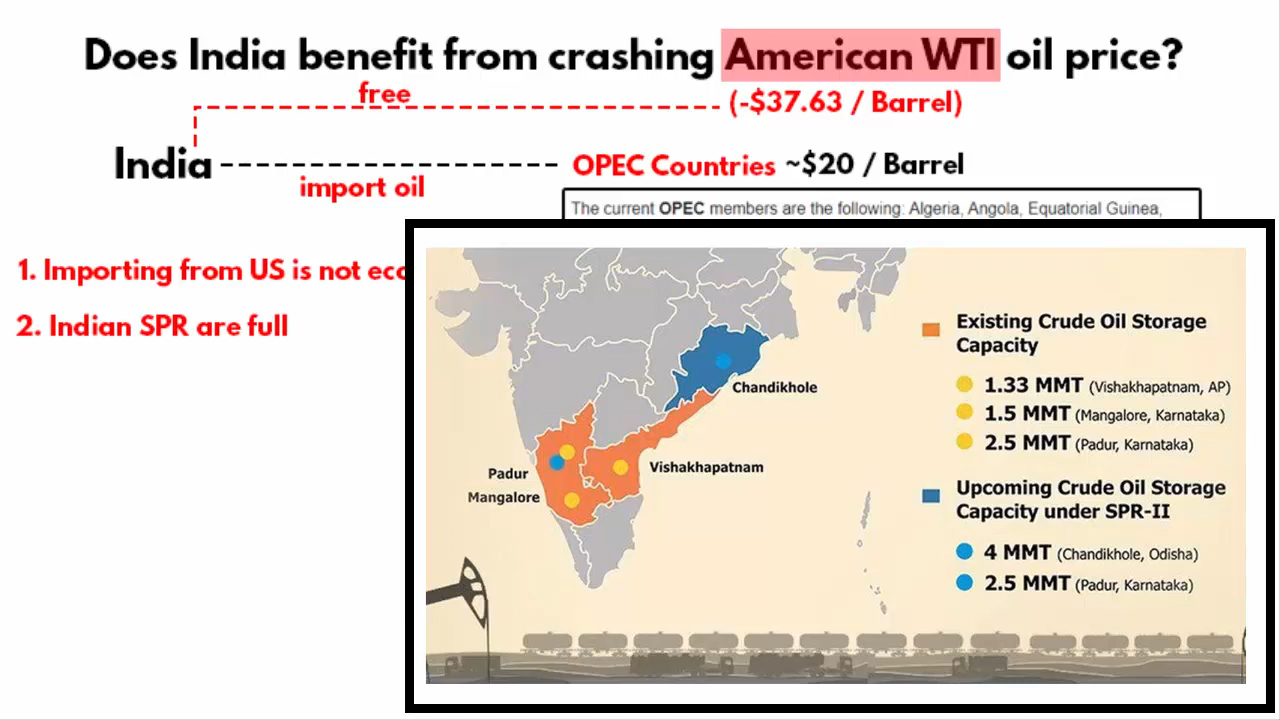 Does India benefit from crashing American WTI oil price?
free
(-$37.63 / Barrel)
India
import oil
OPEC Countries ~$20 / Barrel
The current OPEC members are the following: Algeria, Angola, Equatorial Guinea,
1. Importing from US is not
2. Indian SPR are full
Existing Crude Oil Storage
Capacity
1.33 MMT (Vishakhapatnam, AP)
1.5 MMT (Mangalore, Karnataka)
2.5 MMT (Padur, Karnataka)
Upcoming Crude Oil Storage
Capacity under SPR-II
4 MMT (Chandikhole, Odisha)
2.5 MMT (Padur, Karnataka)
Chandikhole
Vishakhapatnam
Padur
Mangalore